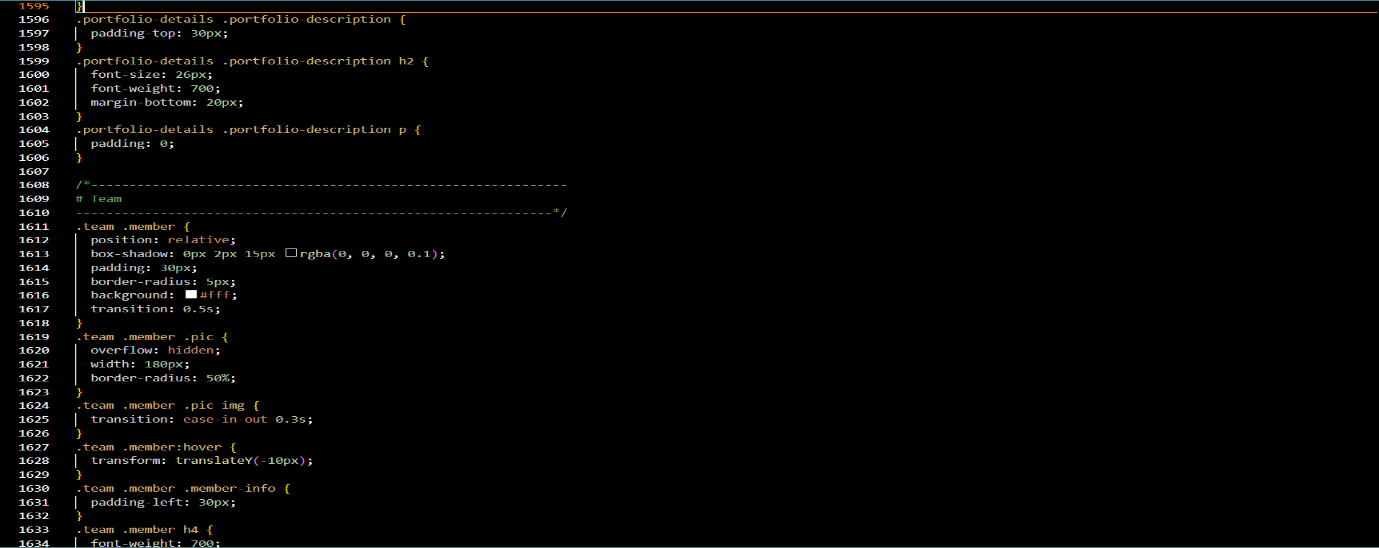 1595 }
1596 .portfolio-details .portfolio-description {
1597   padding-top: 30px;
1598 }
1599 .portfolio-details .portfolio-description h2 {
1600   font-size: 26px;
1601   font-weight: 700;
1602   margin-bottom: 20px;
1603 }
1604 .portfolio-details .portfolio-description p {
1605   padding: 0;
1606 }
1607
1608 /*--------------------------------------------------------------
1609 # Team
1610 --------------------------------------------------------------*/
1611 .team .member {
1612   position: relative;
1613   box-shadow: 0px 2px 15px rgba(0, 0, 0, 0.1);
1614   padding: 30px;
1615   border-radius: 5px;
1616   background: #fff;
1617   transition: 0.5s;
1618 }
1619 .team .member .pic {
1620   overflow: hidden;
1621   width: 180px;
1622   border-radius: 50%;
1623 }
1624 .team .member .pic img {
1625   transition: ease-in-out 0.3s;
1626 }
1627 .team .member:hover {
1628   transform: translateY(-10px);
1629 }
1630 .team .member .member-info {
1631   padding-left: 30px;
1632 }
1633 .team .member h4 {
1634   font-weight: 700;